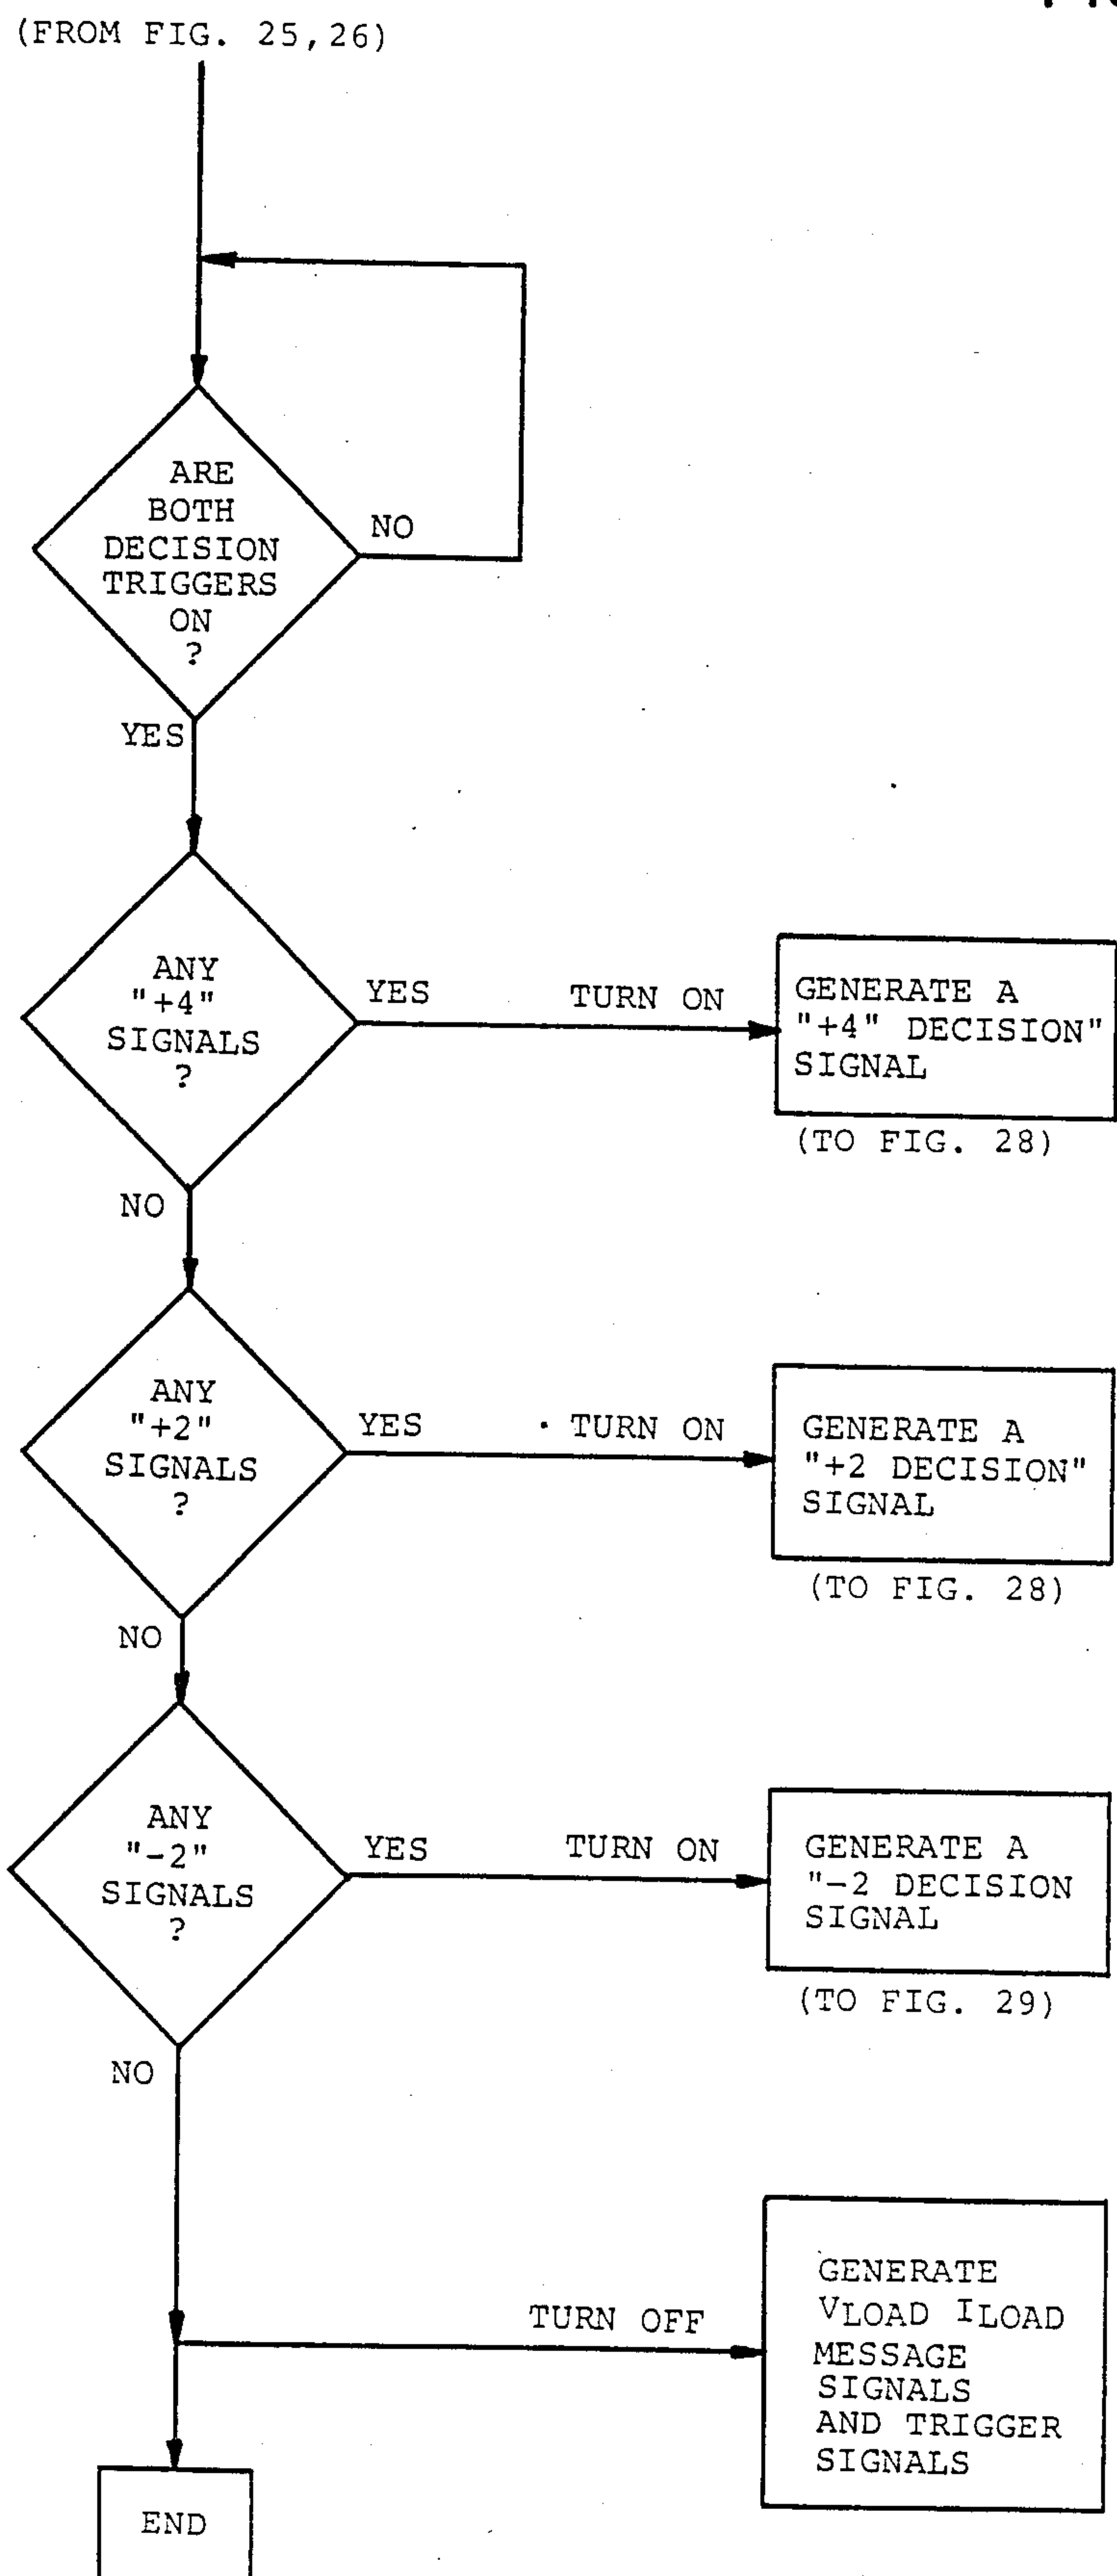 (FROM FIG. 25,26)
ARE
BOTH
DECISION
TRIGGERS
ON
?
NO
YES
ANY
"+4"
SIGNALS
?
YES
TURN ON
GENERATE A
"+4" DECISION"
SIGNAL
(TO FIG. 28)
NO
ANY
"+2"
SIGNALS
?
YES
TURN ON
GENERATE A
"+2 DECISION"
SIGNAL
(TO FIG. 28)
NO
ANY
"-2"
SIGNALS
?
YES
TURN ON
GENERATE A
"-2 DECISION
SIGNAL
(TO FIG. 29)
NO
TURN OFF
GENERATE
VLOAD ILOAD
MESSAGE
SIGNALS
AND TRIGGER
SIGNALS
END